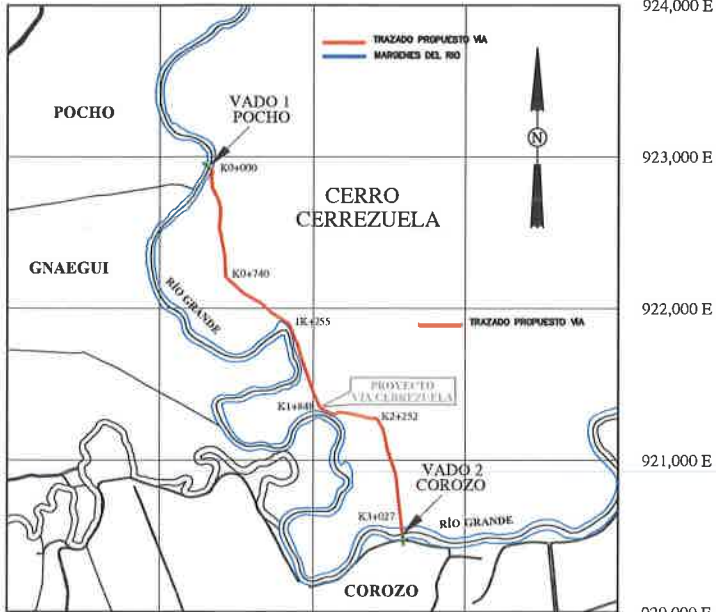 924,000 E
TRAZADO PROPUESTO VIA
MARGENES DEL RIO
VADO 1
POCHO
POCHO
N
923,000 E
K0+000
CERRO
CERREZUELA
GNAEGUI
K0+740
RÍO GRANDE
922,000 E
1K+255
TRAZADO PROPUESTO VIA
PROYECTO
VIA CERREZUELA
K1+848
K2+252
921,000 E
VADO 2
COROZO
K3+027
RÍO GRANDE
COROZO